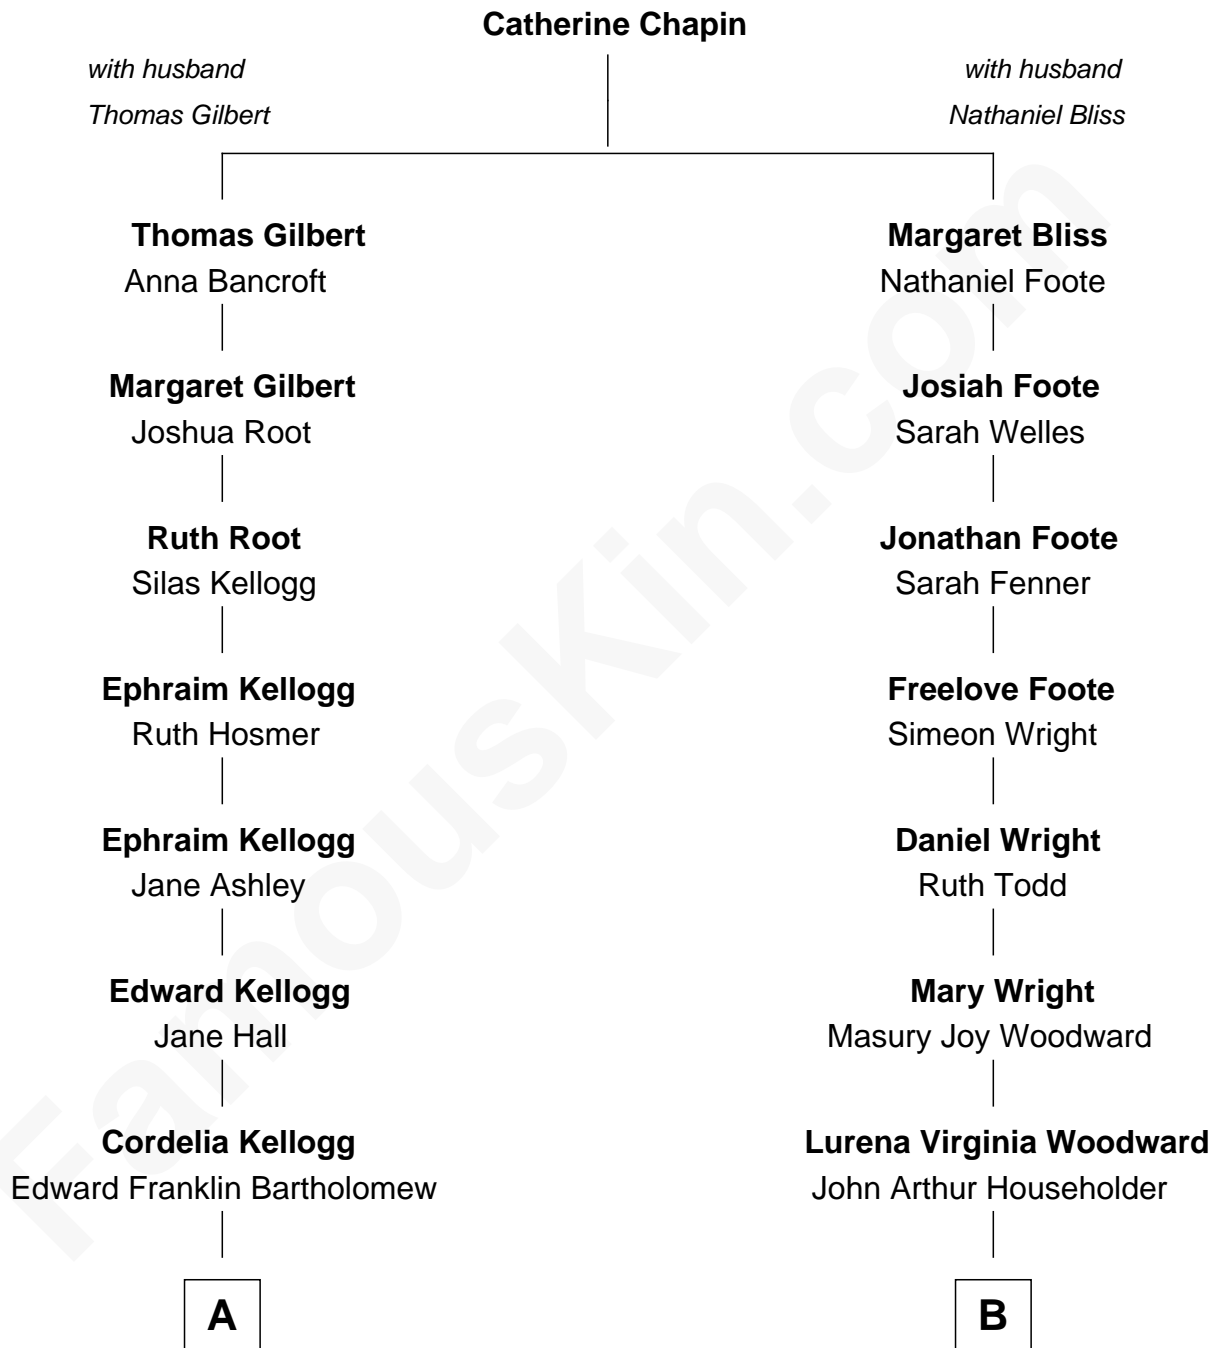 Catherine Chapin
with husband
Thomas Gilbert
with husband
Nathaniel Bliss
Thomas Gilbert
Anna Bancroft
Margaret Bliss
Nathaniel Foote
Margaret Gilbert
Joshua Root
Josiah Foote
Sarah Welles
Ruth Root
Silas Kellogg
Jonathan Foote
Sarah Fenner
Ephraim Kellogg
Ruth Hosmer
Freelove Foote
Simeon Wright
Ephraim Kellogg
Jane Ashley
Daniel Wright
Ruth Todd
Edward Kellogg
Jane Hall
Mary Wright
Masury Joy Woodward
Cordelia Kellogg
Edward Franklin Bartholomew
Lurena Virginia Woodward
John Arthur Householder
A
B
FamousKin.com